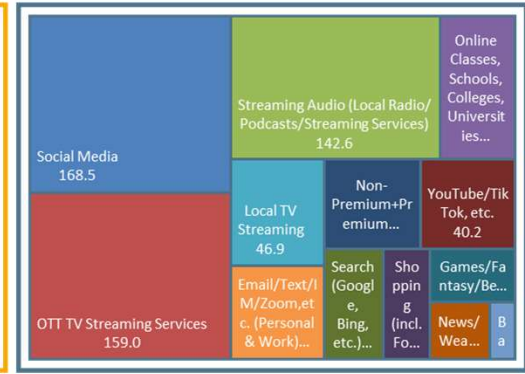 Social Media
168.5
OTT TV Streaming Services
159.0
Streaming Audio (Local Radio/
Podcasts/Streaming Services)
142.6
Online
Classes,
Schools,
Colleges,
Universit
ies...
Local TV
Streaming
46.9
Non-
Premium+Pr
emium...
YouTube/Tik
Tok, etc.
40.2
Email/Text/I
M/Zoom,et
c. (Personal
& Work)...
Search
(Googl
e,
Bing,
etc.)...
Sho
ppin
g
(incl.
Fo...
Games/Fa
ntasy/Be...
News/
Wea...
B
a